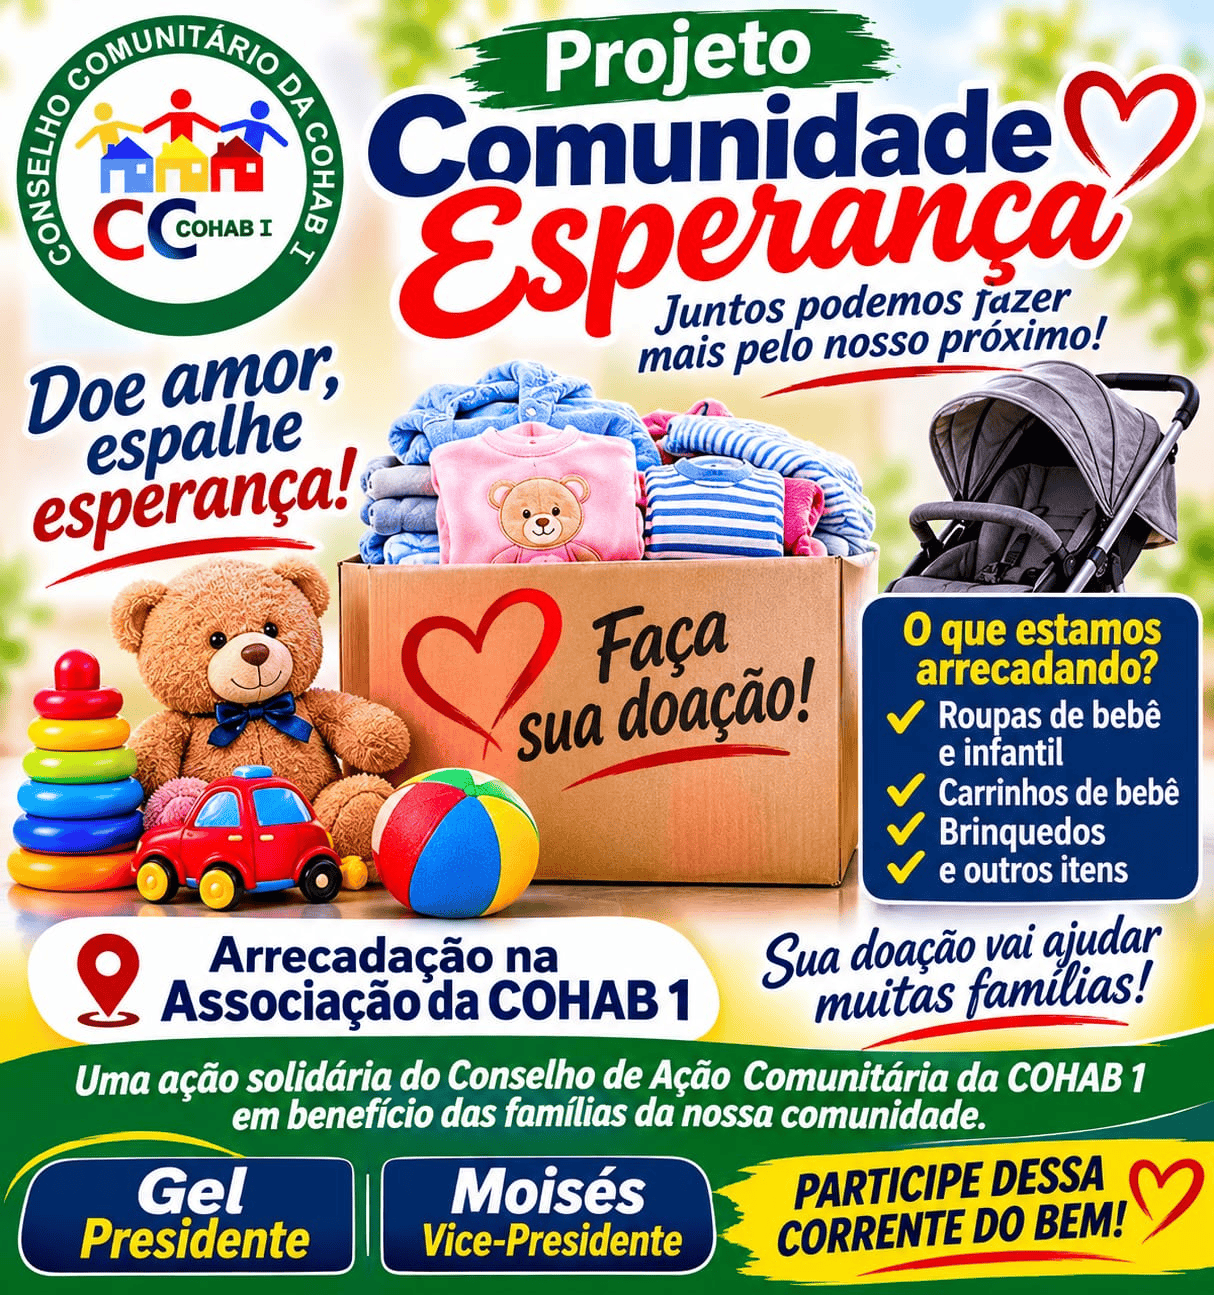 CONSELHO COMUNITÁRIO DA COHAB I
CC COHAB I
Projeto
Comunidade
Esperança
Juntos podemos fazer
mais pelo nosso próximo!
Doe amor,
espalhe
esperança!
Faça
sua doação!
O que estamos
arrecadando?
Roupas de bebê
e infantil
Carrinhos de bebê
Brinquedos
e outros itens
Arrecadação na
Associação da COHAB 1
Sua doação vai ajudar
muitas famílias!
Uma ação solidária do Conselho de Ação Comunitária da COHAB 1
em benefício das famílias da nossa comunidade.
Gel
Presidente
Moisés
Vice-Presidente
PARTICIPE DESSA
CORRENTE DO BEM!